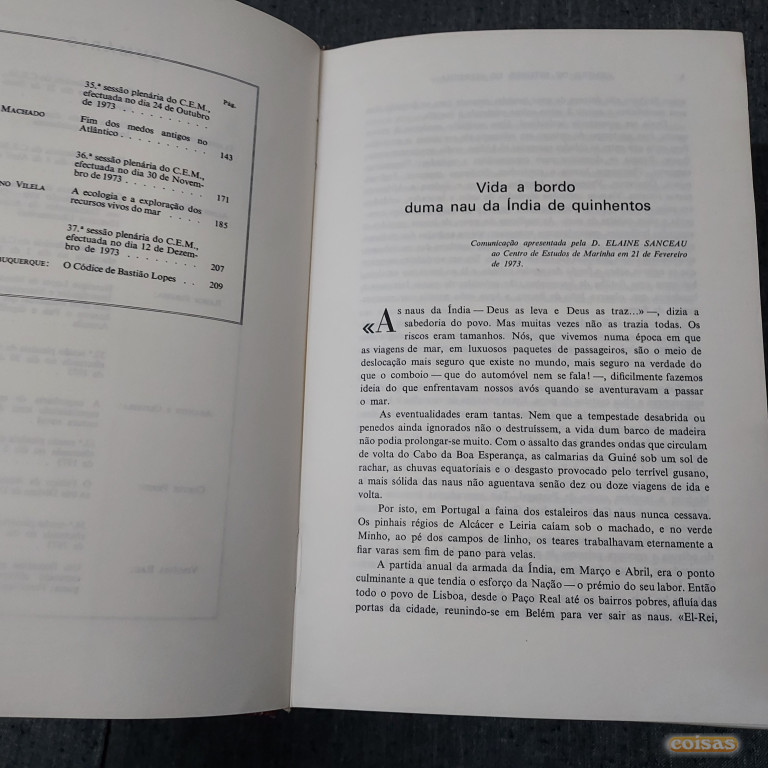 Pág.
35.ª sessão plenária do C.E.M.,
efectuada no dia 24 de Outubro
de 1973 . . . . . . . . . .
MACHADO Fim dos medos antigos no
Atlântico . . . . . . . . . . 143
36.ª sessão plenária do C.E.M.,
efectuada no dia 30 de Novem-
bro de 1973 . . . . . . . . . 171
NO VILELA A ecologia e a exploração dos
recursos vivos do mar . . . . 185
37.ª sessão plenária do C.E.M.,
efectuada no dia 12 de Dezem-
bro de 1973 . . . . . . . . . 207
BUQUERQUE: O Códice de Bastião Lopes . . 209
Vida a bordo
duma nau da Índia de quinhentos
Comunicação apresentada pela D. ELAINE SANCEAU
ao Centro de Estudos de Marinha em 21 de Fevereiro
de 1973.
«As naus da Índia — Deus as leva e Deus as traz...» —, dizia a
sabedoria do povo. Mas muitas vezes não as trazia todas. Os
riscos eram tamanhos. Nós, que vivemos numa época em que
as viagens de mar, em luxuosos paquetes de passageiros, são o meio de
deslocação mais seguro que existe no mundo, mais seguro na verdade do
que o comboio — que do automóvel nem se fala! —, dificilmente fazemos
ideia do que enfrentavam nossos avós quando se aventuravam a passar
o mar.
As eventualidades eram tantas. Nem que a tempestade desabrida ou
penedos ainda ignorados não o destruíssem, a vida dum barco de madeira
não podia prolongar-se muito. Com o assalto das grandes ondas que circulam
de volta do Cabo da Boa Esperança, as calmarias da Guiné sob um sol de
rachar, as chuvas equatoriais e o desgasto provocado pelo terrível gusano,
a mais sólida das naus não aguentava senão dez ou doze viagens de ida e
volta.
Por isto, em Portugal a faina dos estaleiros das naus nunca cessava.
Os pinhais régios de Alcácer e Leiria caíam sob o machado, e no verde
Minho, ao pé dos campos de linho, os teares trabalhavam eternamente a
fiar varas sem fim de pano para velas.
A partida anual da armada da Índia, em Março e Abril, era o ponto
culminante a que tendia o esforço da Nação — o prémio do seu labor. Então
todo o povo de Lisboa, desde o Paço Real até os bairros pobres, afluia das
portas da cidade, reunindo-se em Belém para ver sair as naus. «El-Rei,
coisas